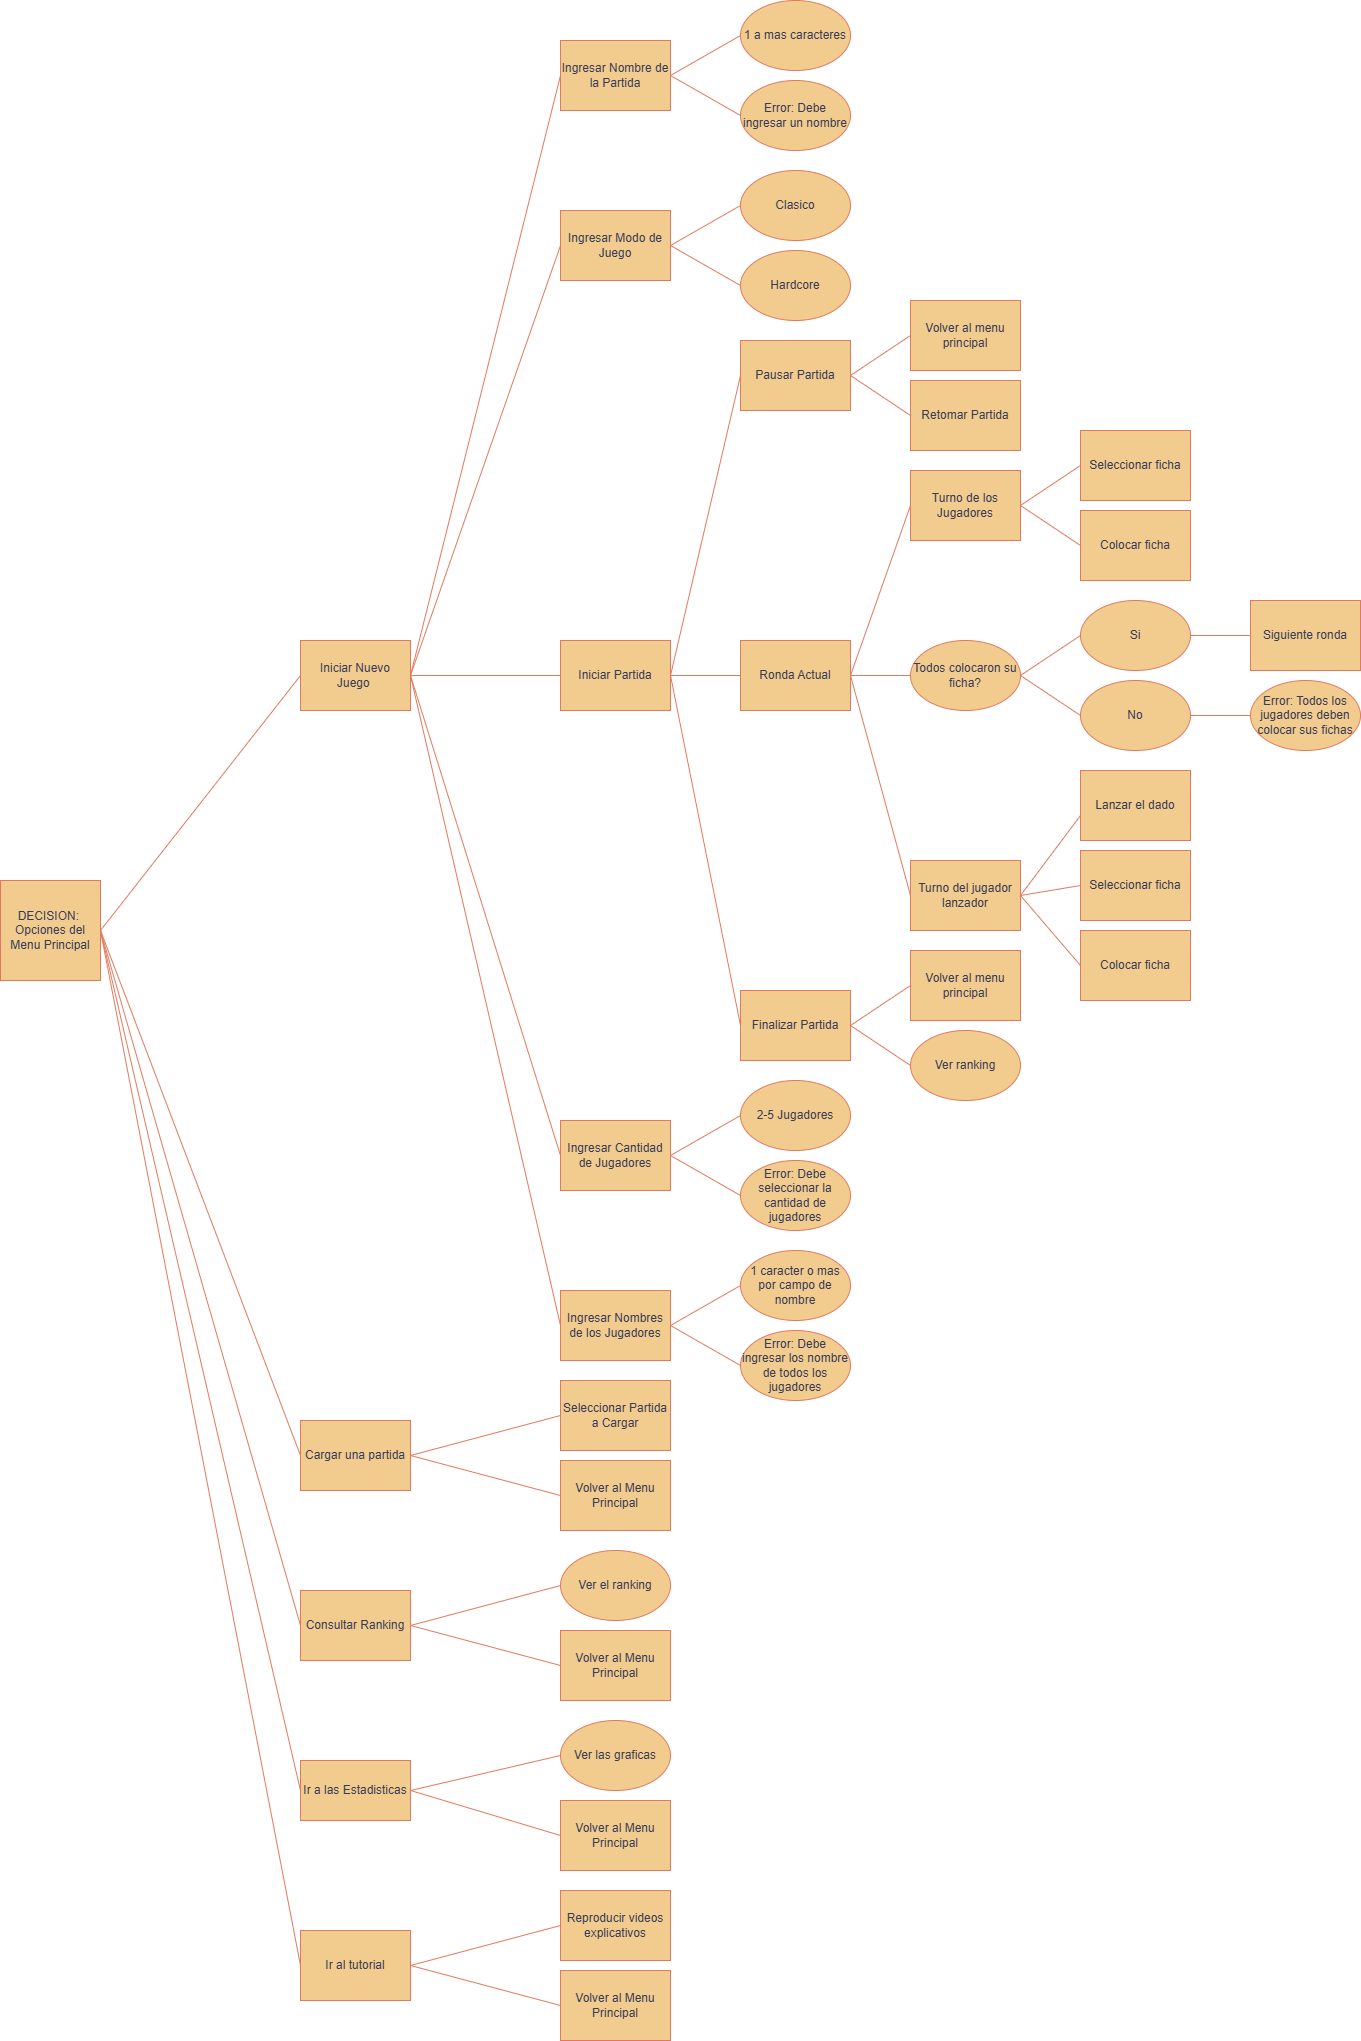 1 a mas caracteres
Ingresar Nombre de
la Partida
Error: Debe
ingresar un nombre
Clasico
Ingresar Modo de
Juego
Hardcore
Volver al menu
principal
Pausar Partida
Retomar Partida
Seleccionar ficha
Turno de los
Jugadores
Colocar ficha
Iniciar Nuevo
Juego
Iniciar Partida
Ronda Actual
Todos colocaron su
ficha?
Si
Siguiente ronda
No
Error: Todos los
jugadores deben
colocar sus fichas
Lanzar el dado
Turno del jugador
lanzador
Seleccionar ficha
Colocar ficha
DECISION:
Opciones del
Menu Principal
Volver al menu
principal
Finalizar Partida
Ver ranking
2-5 Jugadores
Ingresar Cantidad
de Jugadores
Error: Debe
seleccionar la
cantidad de
jugadores
1 caracter o mas
por campo de
nombre
Ingresar Nombres
de los Jugadores
Error: Debe
ingresar los nombre
de todos los
jugadores
Seleccionar Partida
a Cargar
Cargar una partida
Volver al Menu
Principal
Ver el ranking
Consultar Ranking
Volver al Menu
Principal
Ver las graficas
Ir a las Estadisticas
Volver al Menu
Principal
Reproducir videos
explicativos
Ir al tutorial
Volver al Menu
Principal